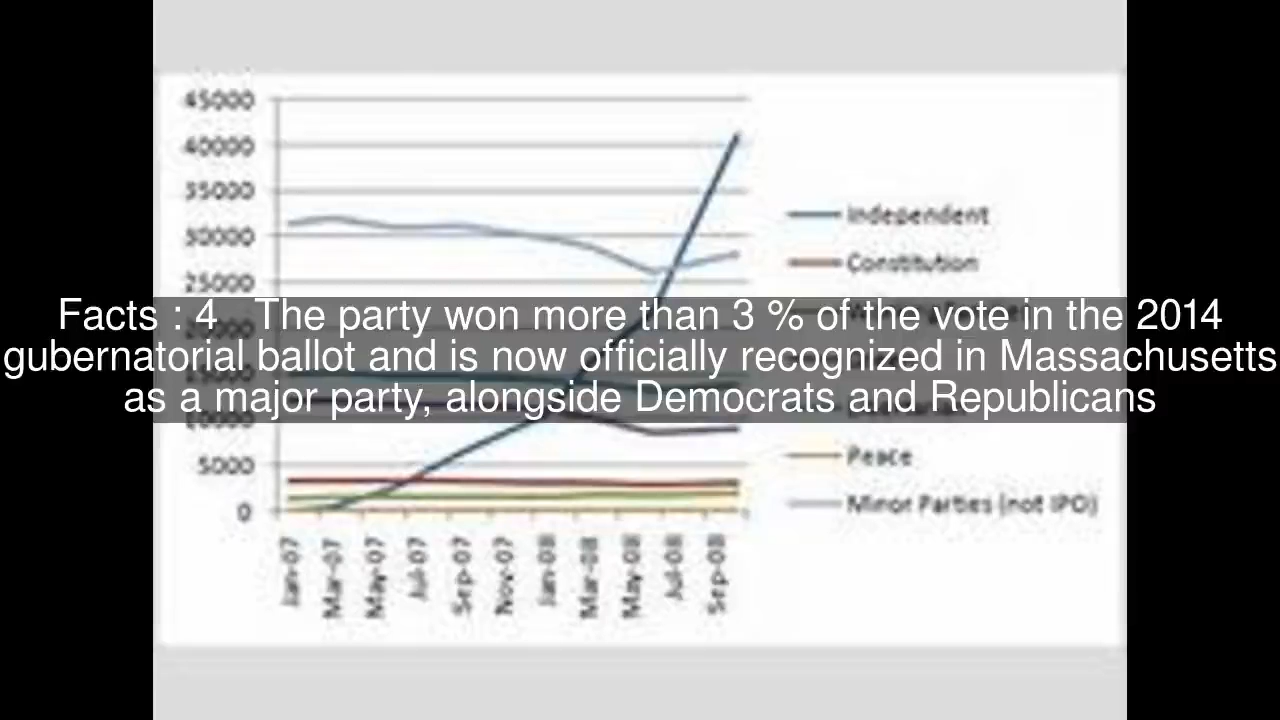 45000
40000
35000
30000
25000
5000
0
Independent
Constitution
Facts : 4 The party won more than 3 % of the vote in the 2014
gubernatorial ballot and is now officially recognized in Massachusetts
as a major party, alongside Democrats and Republicans
Peace
Minor Parties (not IPO)
Jan-07
Mar-07
May-07
Jul-07
Sep-07
Nov-07
Jan-08
Mar-08
May-08
Jul-08
Sep-08